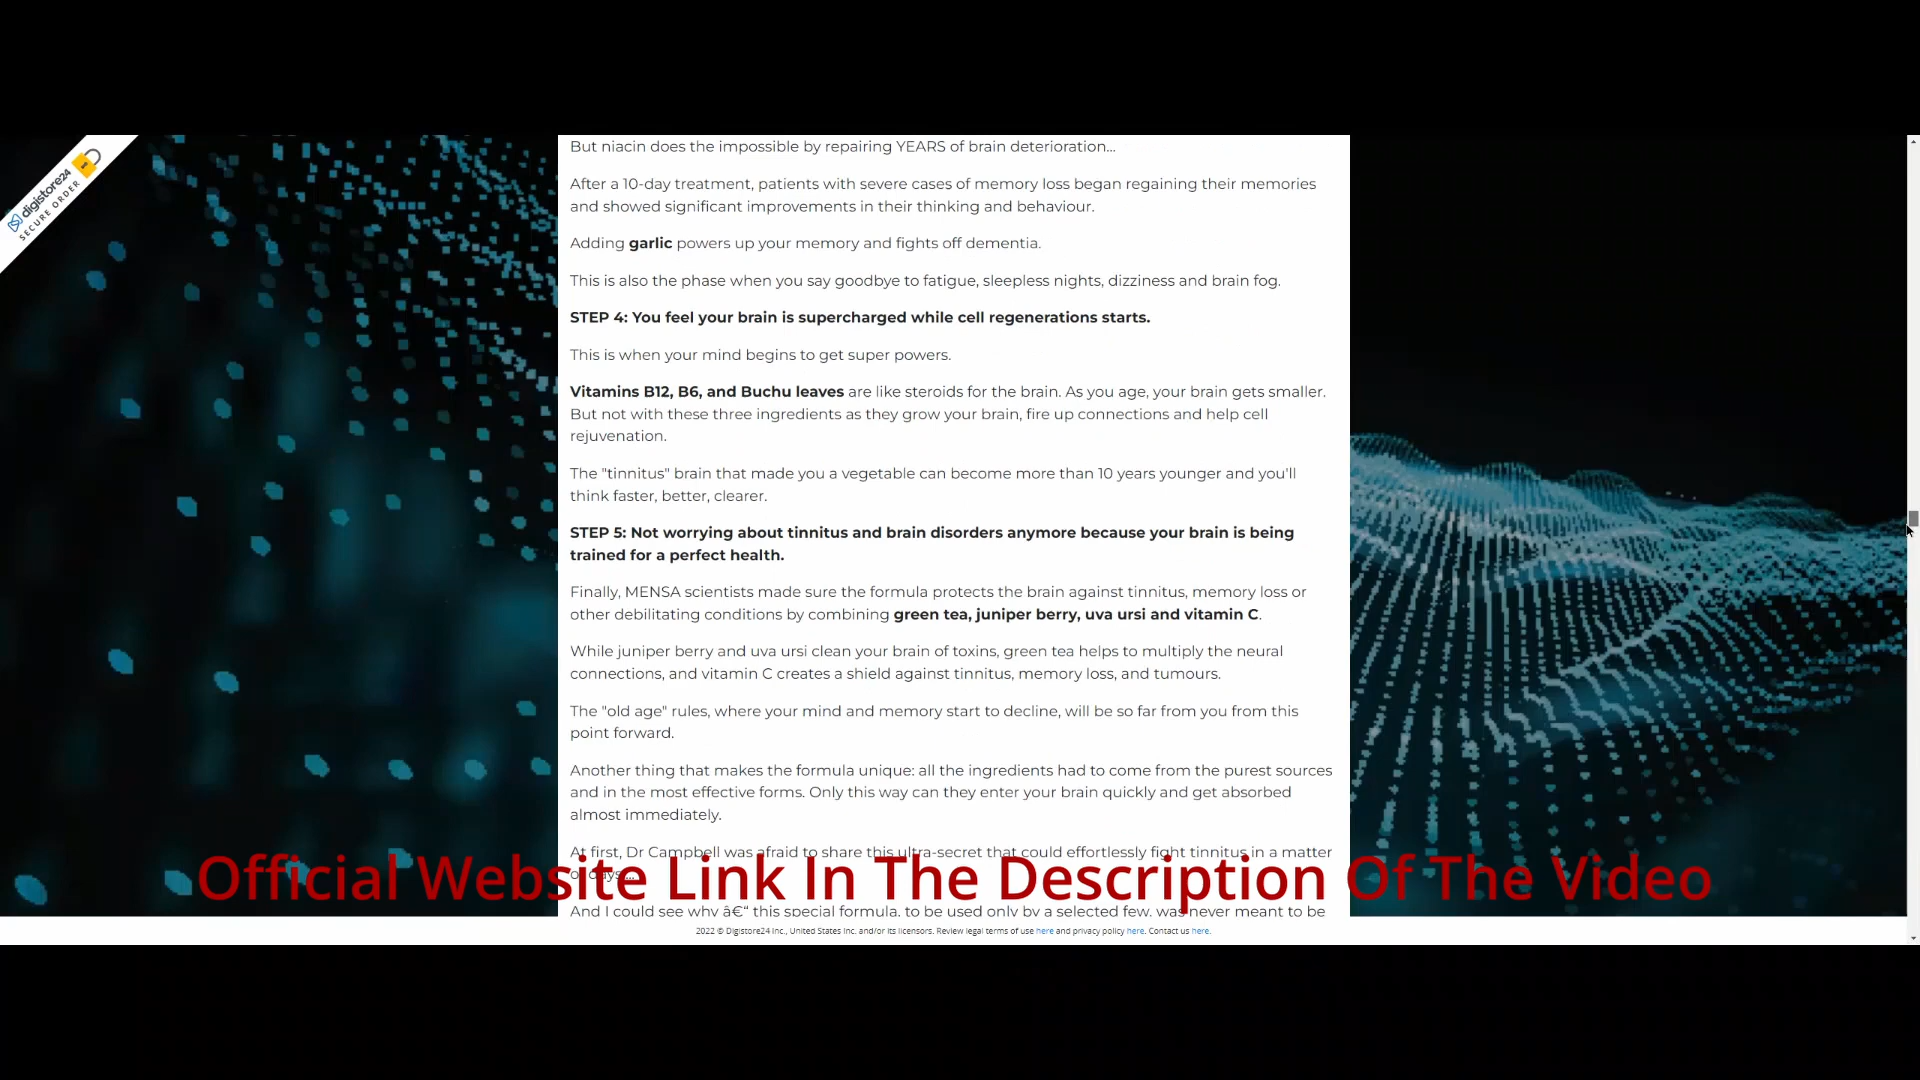 digistore24
SECURE ORDER
But niacin does the impossible by repairing YEARS of brain deterioration...
After a 10-day treatment, patients with severe cases of memory loss began regaining their memories
and showed significant improvements in their thinking and behaviour.
Adding garlic powers up your memory and fights off dementia.
This is also the phase when you say goodbye to fatigue, sleepless nights, dizziness and brain fog.
STEP 4: You feel your brain is supercharged while cell regenerations starts.
This is when your mind begins to get super powers.
Vitamins B12, B6, and Buchu leaves are like steroids for the brain. As you age, your brain gets smaller.
But not with these three ingredients as they grow your brain, fire up connections and help cell
rejuvenation.
The "tinnitus" brain that made you a vegetable can become more than 10 years younger and you'll
think faster, better, clearer.
STEP 5: Not worrying about tinnitus and brain disorders anymore because your brain is being
trained for a perfect health.
Finally, MENSA scientists made sure the formula protects the brain against tinnitus, memory loss or
other debilitating conditions by combining green tea, juniper berry, uva ursi and vitamin C.
While juniper berry and uva ursi clean your brain of toxins, green tea helps to multiply the neural
connections, and vitamin C creates a shield against tinnitus, memory loss, and tumours.
The "old age" rules, where your mind and memory start to decline, will be so far from you from this
point forward.
Another thing that makes the formula unique: all the ingredients had to come from the purest sources
and in the most effective forms. Only this way can they enter your brain quickly and get absorbed
almost immediately.
At first, Dr Campbell was afraid to share this ultra-secret that could effortlessly fight tinnitus in a matter
of days...
Official Website Link In The Description Of The Video
And I could see why â€“ this special formula, to be used only by a selected few, was never meant to be
2022 © Digistore24 Inc., United States Inc. and/or its licensors. Review legal terms of use here and privacy policy here. Contact us here.